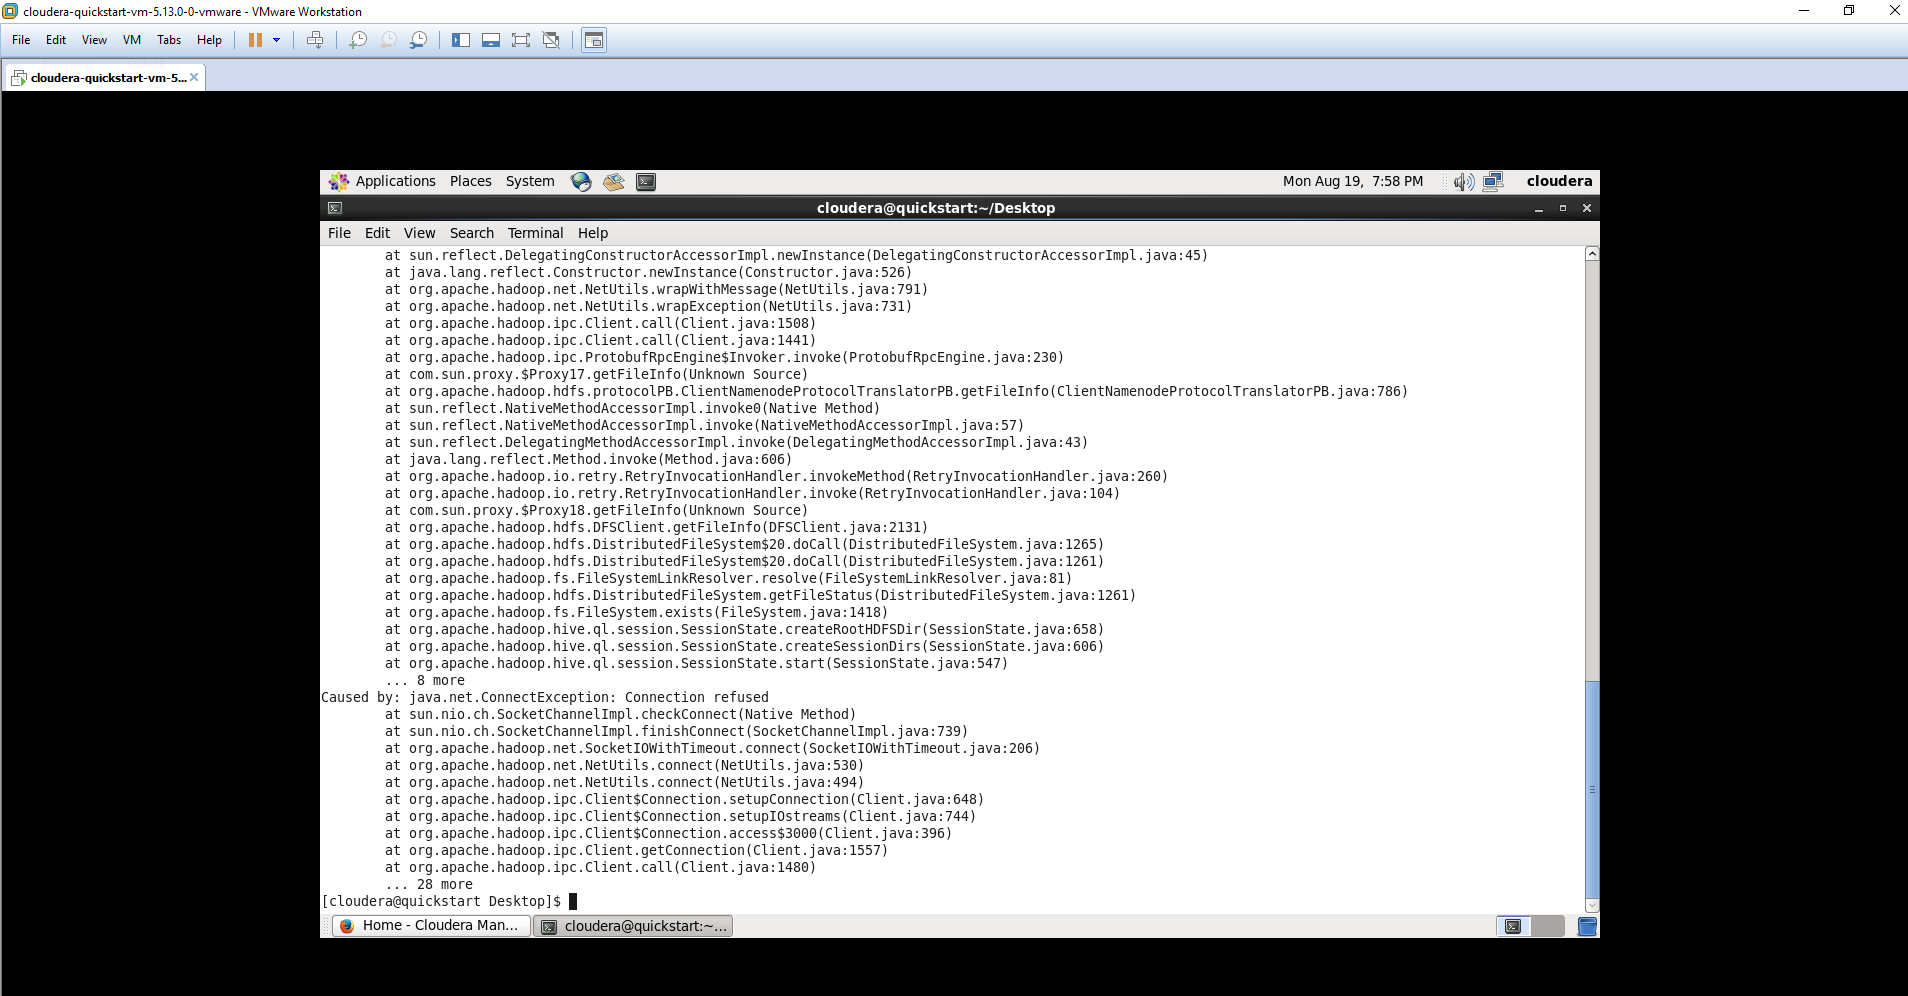 cloudera-quickstart-vm-5.13.0-0-vmware - VMware Workstation
File Edit View VM Tabs Help
cloudera-quickstart-vm-5...
Applications Places System Mon Aug 19, 7:58 PM cloudera
cloudera@quickstart:~/Desktop
File Edit View Search Terminal Help
at sun.reflect.DelegatingConstructorAccessorImpl.newInstance(DelegatingConstructorAccessorImpl.java:45)
at java.lang.reflect.Constructor.newInstance(Constructor.java:526)
at org.apache.hadoop.net.NetUtils.wrapWithMessage(NetUtils.java:791)
at org.apache.hadoop.net.NetUtils.wrapException(NetUtils.java:731)
at org.apache.hadoop.ipc.Client.call(Client.java:1508)
at org.apache.hadoop.ipc.Client.call(Client.java:1441)
at org.apache.hadoop.ipc.ProtobufRpcEngine$Invoker.invoke(ProtobufRpcEngine.java:230)
at com.sun.proxy.$Proxy17.getFileInfo(Unknown Source)
at org.apache.hadoop.hdfs.protocolPB.ClientNamenodeProtocolTranslatorPB.getFileInfo(ClientNamenodeProtocolTranslatorPB.java:786)
at sun.reflect.NativeMethodAccessorImpl.invoke0(Native Method)
at sun.reflect.NativeMethodAccessorImpl.invoke(NativeMethodAccessorImpl.java:57)
at sun.reflect.DelegatingMethodAccessorImpl.invoke(DelegatingMethodAccessorImpl.java:43)
at java.lang.reflect.Method.invoke(Method.java:606)
at org.apache.hadoop.io.retry.RetryInvocationHandler.invokeMethod(RetryInvocationHandler.java:260)
at org.apache.hadoop.io.retry.RetryInvocationHandler.invoke(RetryInvocationHandler.java:104)
at com.sun.proxy.$Proxy18.getFileInfo(Unknown Source)
at org.apache.hadoop.hdfs.DFSClient.getFileInfo(DFSClient.java:2131)
at org.apache.hadoop.hdfs.DistributedFileSystem$20.doCall(DistributedFileSystem.java:1265)
at org.apache.hadoop.hdfs.DistributedFileSystem$20.doCall(DistributedFileSystem.java:1261)
at org.apache.hadoop.fs.FileSystemLinkResolver.resolve(FileSystemLinkResolver.java:81)
at org.apache.hadoop.hdfs.DistributedFileSystem.getFileStatus(DistributedFileSystem.java:1261)
at org.apache.hadoop.fs.FileSystem.exists(FileSystem.java:1418)
at org.apache.hadoop.hive.ql.session.SessionState.createRootHDFSDir(SessionState.java:658)
at org.apache.hadoop.hive.ql.session.SessionState.createSessionDirs(SessionState.java:606)
at org.apache.hadoop.hive.ql.session.SessionState.start(SessionState.java:547)
... 8 more
Caused by: java.net.ConnectException: Connection refused
at sun.nio.ch.SocketChannelImpl.checkConnect(Native Method)
at sun.nio.ch.SocketChannelImpl.finishConnect(SocketChannelImpl.java:739)
at org.apache.hadoop.net.SocketIOWithTimeout.connect(SocketIOWithTimeout.java:206)
at org.apache.hadoop.net.NetUtils.connect(NetUtils.java:530)
at org.apache.hadoop.net.NetUtils.connect(NetUtils.java:494)
at org.apache.hadoop.ipc.Client$Connection.setupConnection(Client.java:648)
at org.apache.hadoop.ipc.Client$Connection.setupIOstreams(Client.java:744)
at org.apache.hadoop.ipc.Client$Connection.access$3000(Client.java:396)
at org.apache.hadoop.ipc.Client.getConnection(Client.java:1557)
at org.apache.hadoop.ipc.Client.call(Client.java:1480)
... 28 more
[cloudera@quickstart Desktop]$
Home - Cloudera Man... cloudera@quickstart:~...